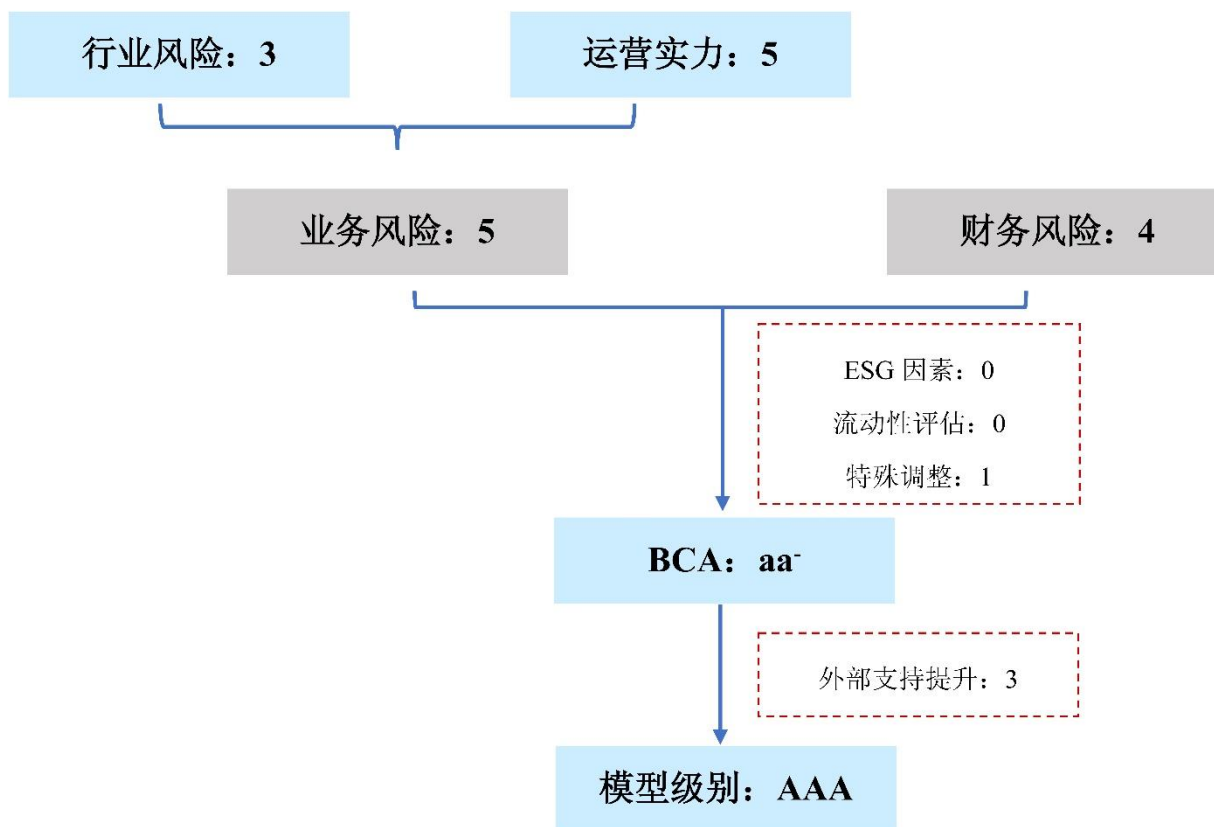 行业风险：3
运营实力：5
业务风险：5
财务风险：4
ESG 因素：0
流动性评估：0
特殊调整：1
BCA：aa-
外部支持提升：3
模型级别：AAA